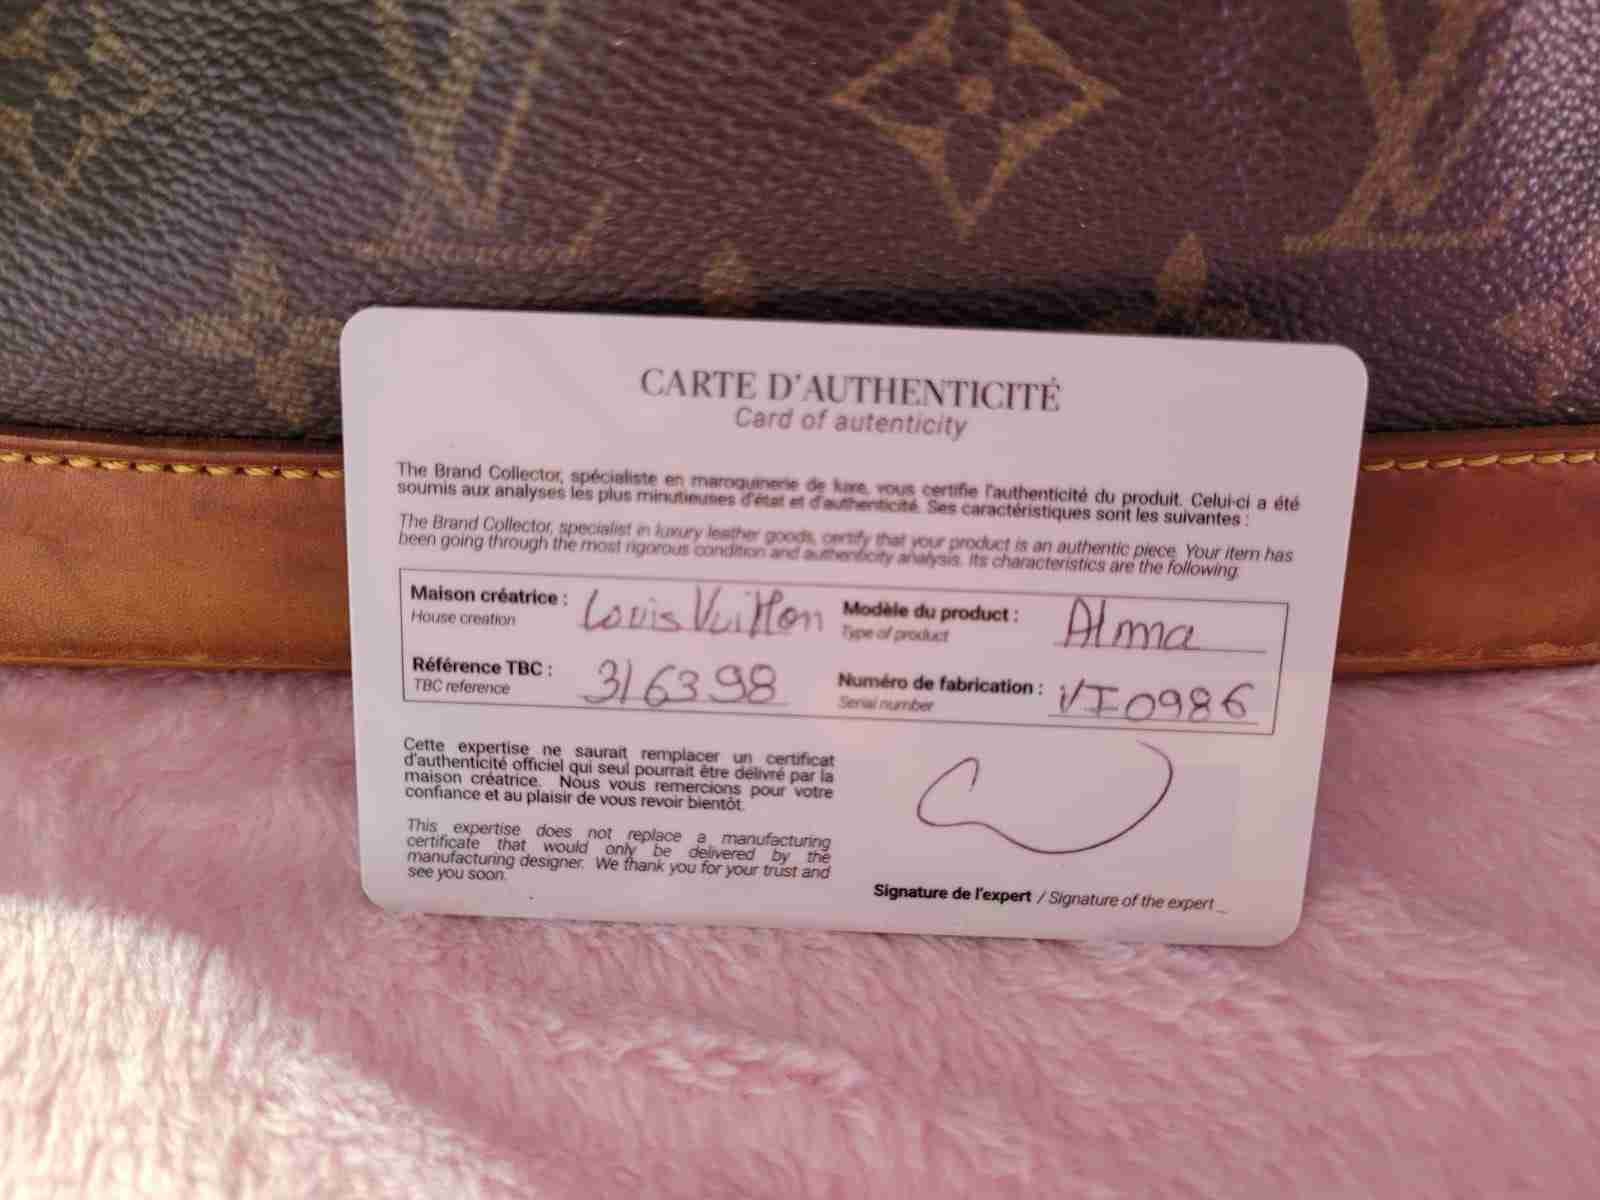 CARTE D'AUTHENTICITÉ
Card of autenticity
The Brand Collector, spécialiste en maroquinerie de luxe, vous certifie l'authenticité du produit. Celui-ci a été
soumis aux analyses les plus minutieuses d'état et d'authenticité. Ses caractéristiques sont les suivantes :
The Brand Collector, specialist in luxury leather goods, certify that your product is an authentic piece. Your item has
been going through the most rigorous condition and authenticity analysis. Its characteristics are the following:
Maison créatrice : Louis Vuitton Modèle du product : Alma
House creation Type of product
Référence TBC : 316398 Numéro de fabrication : VI0986
TBC reference Serial number
Cette expertise ne saurait remplacer un certificat
d'authenticité officiel qui seul pourrait être délivré par la
maison créatrice. Nous vous remercions pour votre
confiance et au plaisir de vous revoir bientôt.
This expertise does not replace a manufacturing
certificate that would only be delivered by the
manufacturing designer. We thank you for your trust and
see you soon.
Signature de l'expert / Signature of the expert
LV
LV